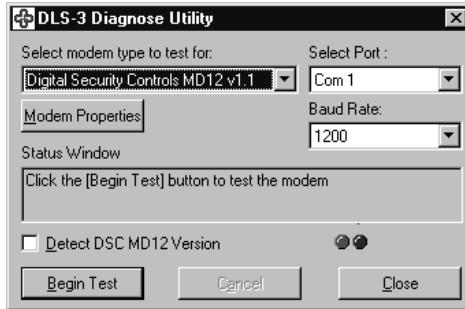 DLS-3 Diagnose Utility
Select modem type to test for:
Select Port :
Digital Security Controls MD12 v1.1
Com 1
Modem Properties
Baud Rate:
1200
Status Window
Click the [Begin Test] button to test the modem
Detect DSC MD12 Version
Begin Test
Cancel
Close